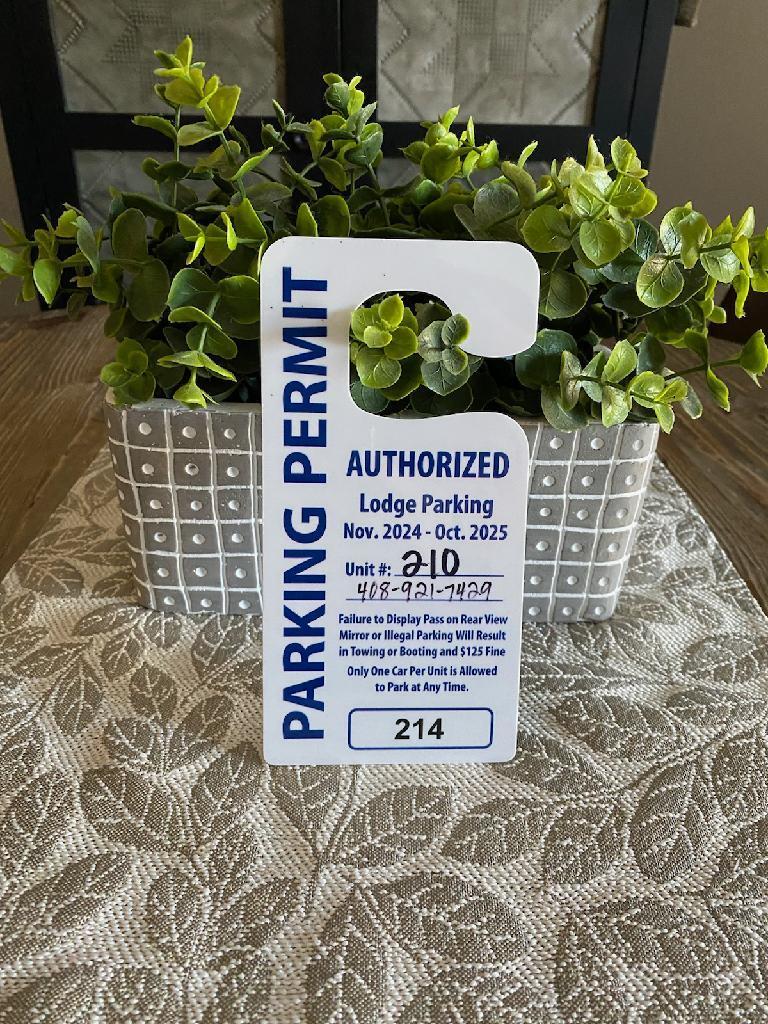 PARKING PERMIT
AUTHORIZED
Lodge Parking
Nov. 2024 - Oct. 2025
Unit #: 210
408-921-7429
Failure to Display Pass on Rear View
Mirror or Illegal Parking Will Result
in Towing or Booting and $125 Fine
Only One Car Per Unit is Allowed
to Park at Any Time.
214